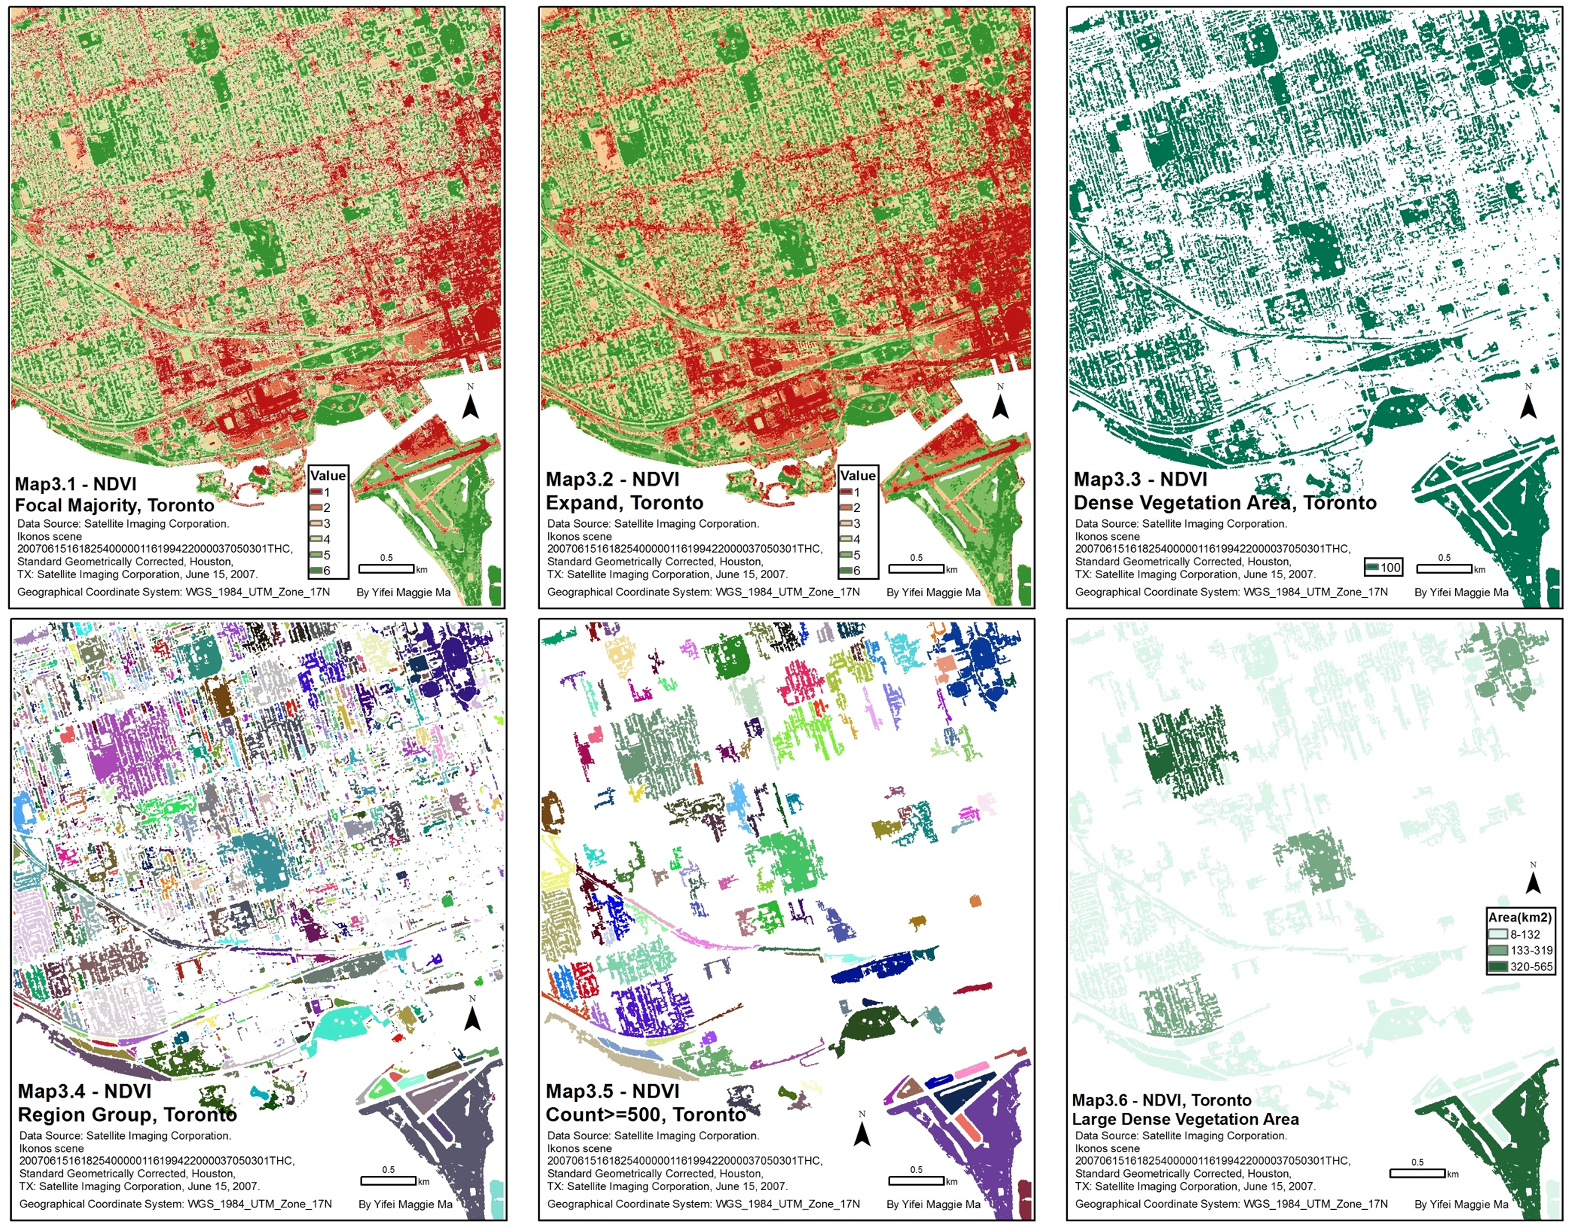 N
Map3.1 - NDVI
Focal Majority, Toronto
Data Source: Satellite Imaging Corporation.
Ikonos scene
2007061516182540000011619942200003705030​1THC,
Standard Geometrically Corrected, Houston,
TX: Satellite Imaging Corporation, June 15, 2007.
Geographical Coordinate System: WGS_1984_UTM_Zone_17N
Value
1
2
3
4
5
6
0.5
km
By Yifei Maggie Ma
N
Map3.2 - NDVI
Expand, Toronto
Data Source: Satellite Imaging Corporation.
Ikonos scene
2007061516182540000011619942200003705030​1THC,
Standard Geometrically Corrected, Houston,
TX: Satellite Imaging Corporation, June 15, 2007.
Geographical Coordinate System: WGS_1984_UTM_Zone_17N
Value
1
2
3
4
5
6
0.5
km
By Yifei Maggie Ma
N
Map3.3 - NDVI
Dense Vegetation Area, Toronto
Data Source: Satellite Imaging Corporation.
Ikonos scene
2007061516182540000011619942200003705030​1THC,
Standard Geometrically Corrected, Houston,
TX: Satellite Imaging Corporation, June 15, 2007.
Geographical Coordinate System: WGS_1984_UTM_Zone_17N
100
0.5
km
By Yifei Maggie Ma
N
Map3.4 - NDVI
Region Group, Toronto
Data Source: Satellite Imaging Corporation.
Ikonos scene
2007061516182540000011619942200003705030​1THC,
Standard Geometrically Corrected, Houston,
TX: Satellite Imaging Corporation, June 15, 2007.
Geographical Coordinate System: WGS_1984_UTM_Zone_17N
0.5
km
By Yifei Maggie Ma
Map3.5 - NDVI
Count>=500, Toronto
N
Data Source: Satellite Imaging Corporation.
Ikonos scene
2007061516182540000011619942200003705030​1THC,
Standard Geometrically Corrected, Houston,
TX: Satellite Imaging Corporation, June 15, 2007.
Geographical Coordinate System: WGS_1984_UTM_Zone_17N
0.5
km
By Yifei Maggie Ma
N
Area(km2)
8-132
133-319
320-565
Map3.6 - NDVI, Toronto
Large Dense Vegetation Area
Data Source: Satellite Imaging Corporation.
Ikonos scene
2007061516182540000011619942200003705030​1THC,
Standard Geometrically Corrected, Houston,
TX: Satellite Imaging Corporation, June 15, 2007.
Geographical Coordinate System: WGS_1984_UTM_Zone_17N
0.5
km
By Yifei Maggie Ma